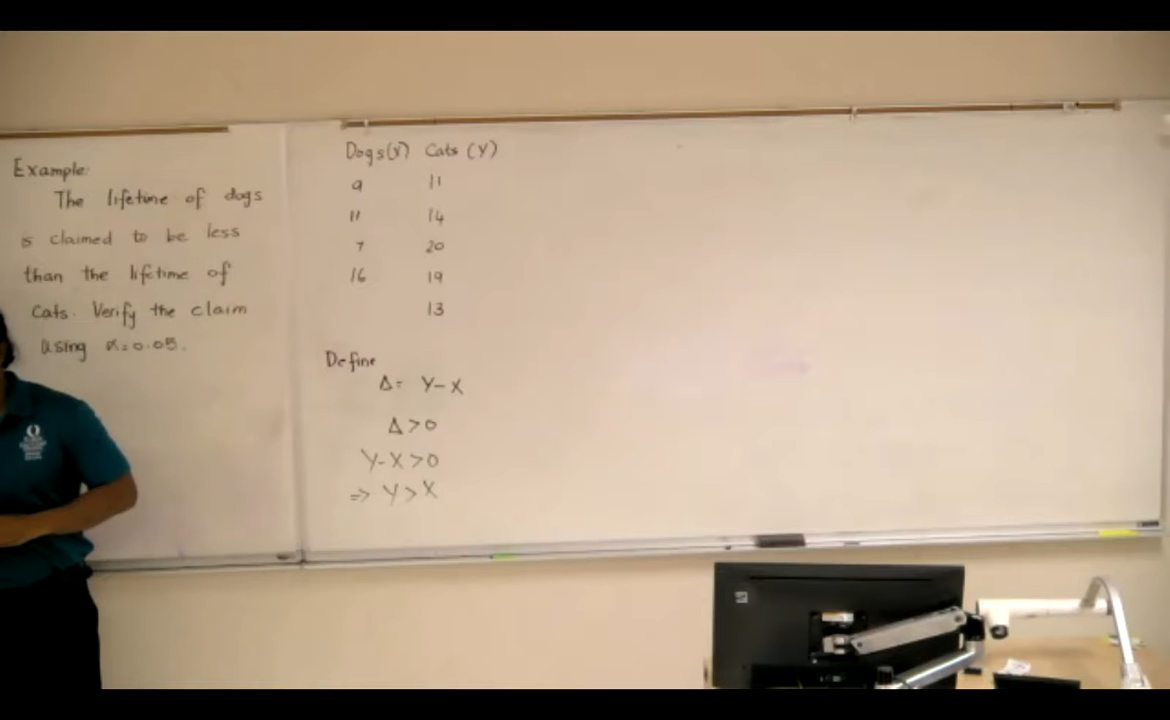 Example:
The lifetime of dogs
is claimed to be less
than the lifetime of
Cats. Verify the claim
using α=0.05.
Dogs(X) Cats (Y)
9 11
11 14
7 20
16 19
13
Define
Δ= Y-X
Δ>0
Y-X>0
=> Y>X